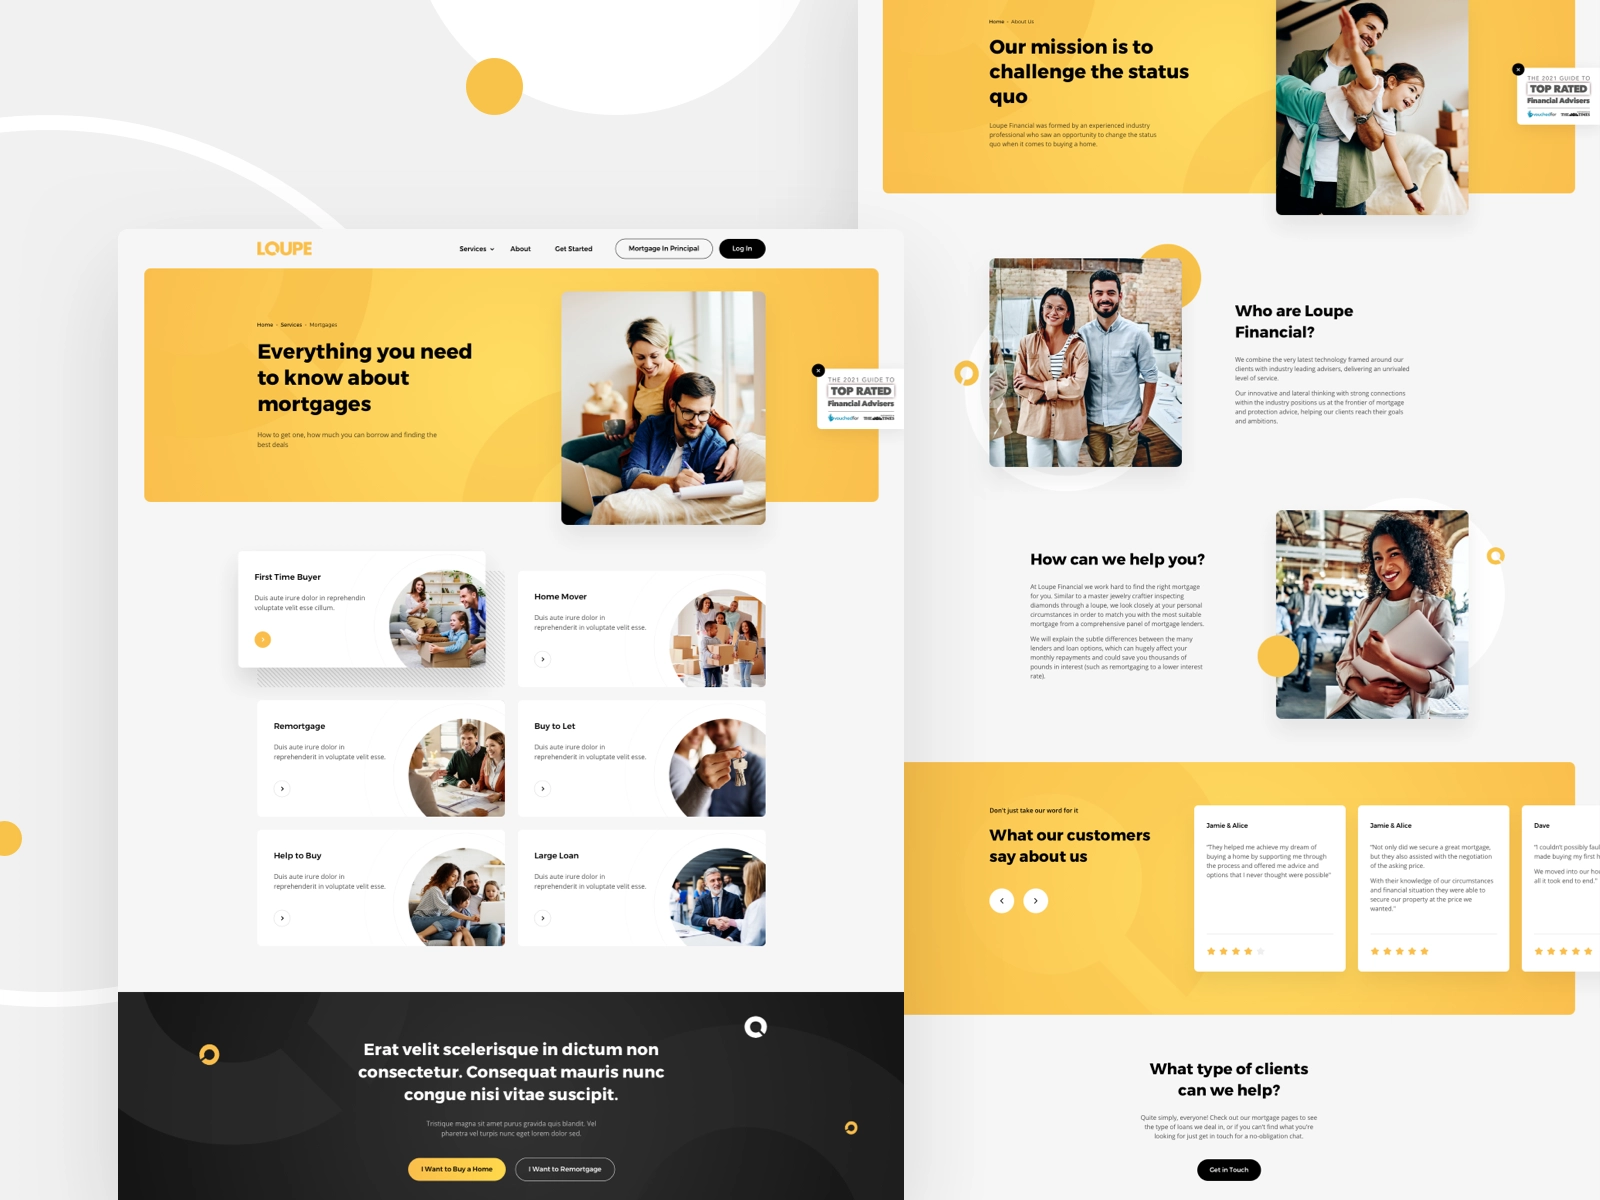 LOUPE
Services
About
Get Started
Mortgage In Principal
Log In
Home - Services - Mortgages
Everything you need
to know about
mortgages
How to get one, how much you can borrow and finding the
best deals
THE 2021 GUIDE TO
TOP RATED
Financial Advisers
vouchedfor THE TIMES
First Time Buyer
Duis aute irure dolor in reprehendin
voluptate velit esse cillum.
Home Mover
Duis aute irure dolor in
reprehenderit in voluptate velit esse.
Remortgage
Duis aute irure dolor in
reprehenderit in voluptate velit esse.
Buy to Let
Duis aute irure dolor in
reprehenderit in voluptate velit esse.
Help to Buy
Duis aute irure dolor in
reprehenderit in voluptate velit esse.
Large Loan
Duis aute irure dolor in
reprehenderit in voluptate velit esse.
Erat velit scelerisque in dictum non
consectetur. Consequat mauris nunc
congue nisi vitae suscipit.
Tristique magna sit amet purus gravida quis blandit. Vel
pharetra vel turpis nunc eget lorem dolor sed.
I Want to Buy a Home
I Want to Remortgage
Home - About Us
Our mission is to
challenge the status
quo
Loupe Financial was formed by an experienced industry
professional who saw an opportunity to change the status
quo when it comes to buying a home.
THE 2021 GUIDE TO
TOP RATED
Financial Advisers
vouchedfor THE TIMES
Who are Loupe
Financial?
We combine the very latest technology framed around our
clients with industry leading advisers, delivering an unrivaled
level of service.
Our innovative and lateral thinking with strong connections
within the industry positions us at the frontier of mortgage
and protection advice, helping our clients reach their goals
and ambitions.
How can we help you?
At Loupe Financial we work hard to find the right mortgage
for you. Similar to a master jewelry craftier inspecting
diamonds through a loupe, we look closely at your personal
circumstances in order to match you with the most suitable
mortgage from a comprehensive panel of mortgage lenders.
We will explain the subtle differences between the many
lenders and loan options, which can hugely affect your
monthly repayments and could save you thousands of
pounds in interest (such as remortgaging to a lower interest
rate).
Don't just take our word for it
What our customers
say about us
Jamie & Alice
"They helped me achieve my dream of
buying a home by supporting me through
the process and offered me advice and
options that I never thought were possible"
Jamie & Alice
"Not only did we secure a great mortgage,
but they also assisted with the negotiation
of the asking price.
With their knowledge of our circumstances
and financial situation they were able to
secure our property at the price we
wanted."
Dave
"I couldn't possibly faul
made buying my first h
We moved into our hou
all it took end to end."
What type of clients
can we help?
Quite simply, everyone! Check out our mortgage pages to see
the type of loans we deal in, or if you can't find what you're
looking for just get in touch for a no-obligation chat.
Get in Touch